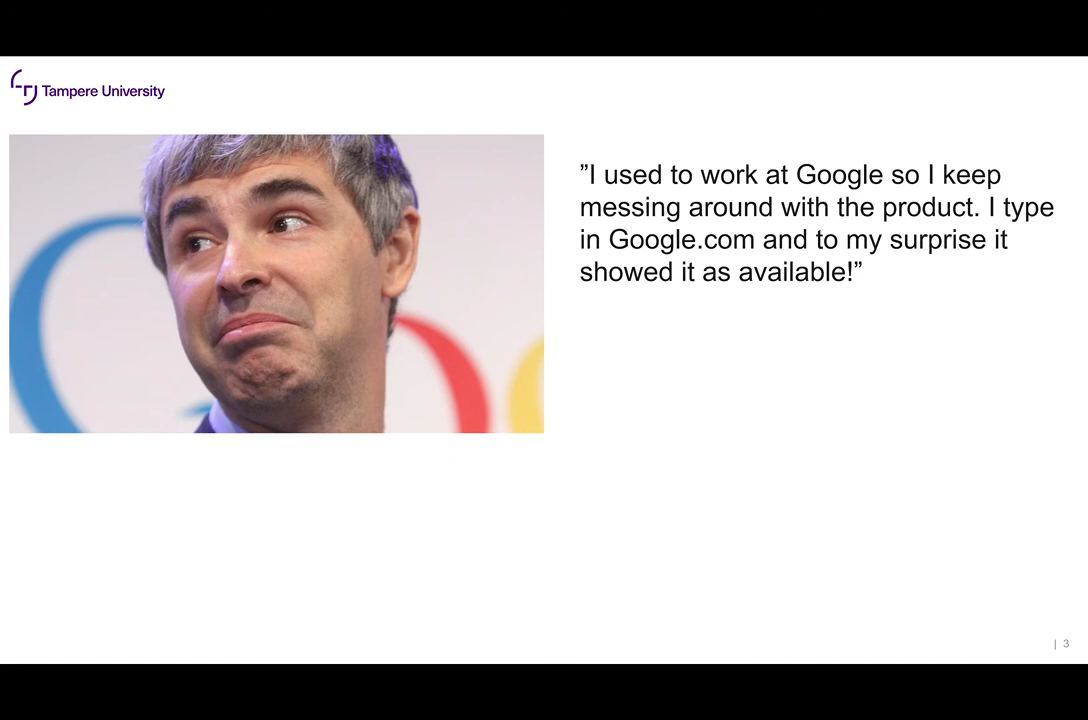 Tampere University
”I used to work at Google so I keep
messing around with the product. I type
in Google.com and to my surprise it
showed it as available!”
| 3